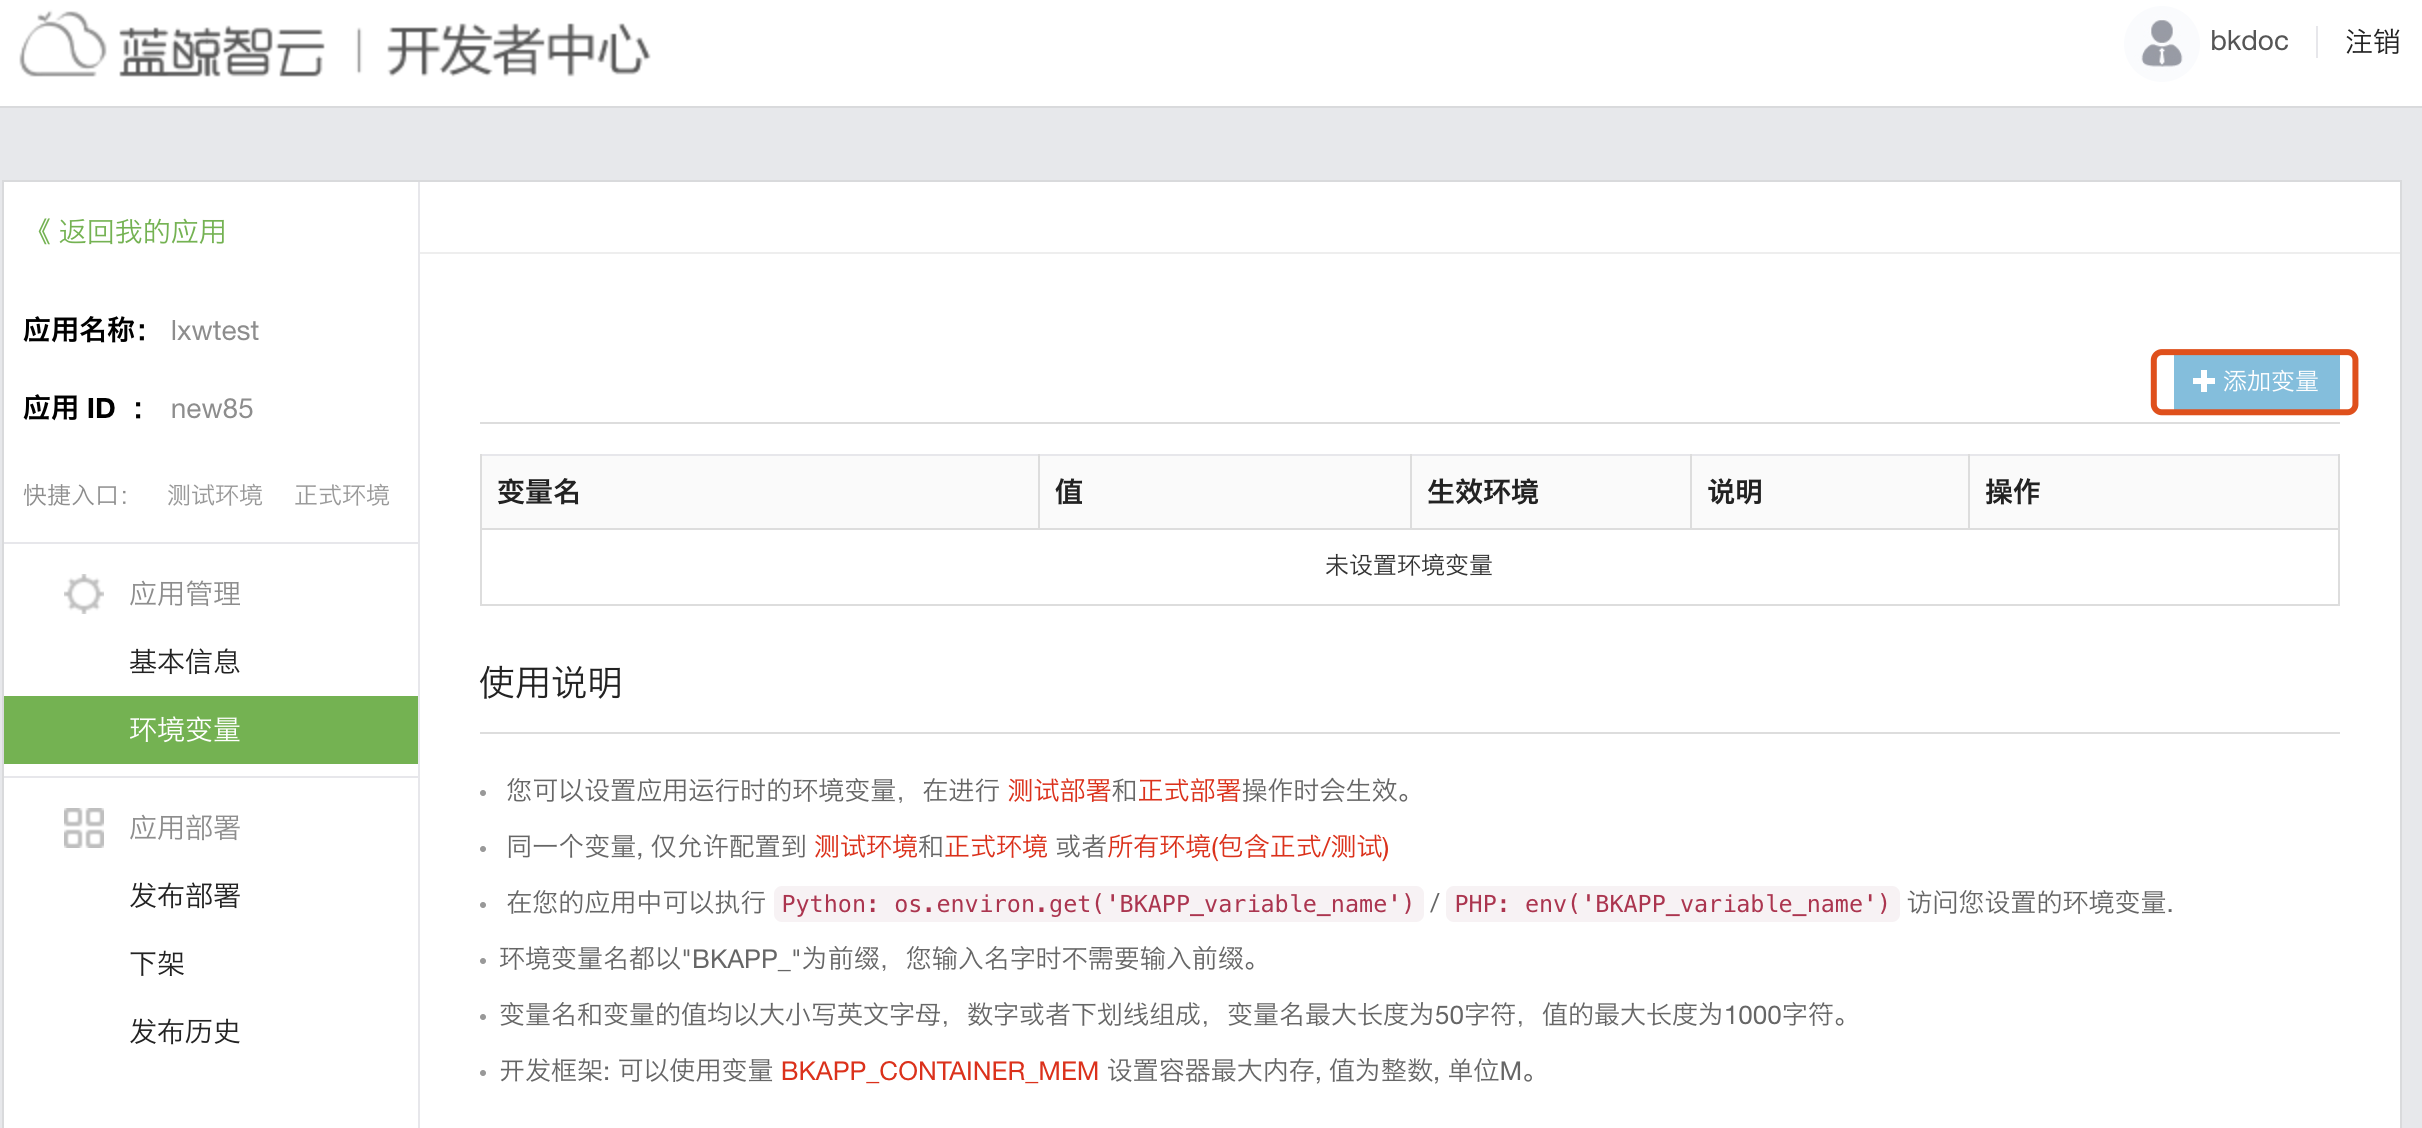 蓝鲸智云 | 开发者中心
bkdoc
注销
《 返回我的应用
应用名称： lxwtest
应用 ID ： new85
快捷入口： 测试环境 正式环境
应用管理
基本信息
环境变量
应用部署
发布部署
下架
发布历史
添加变量
变量名 值 生效环境 说明 操作
未设置环境变量
使用说明
• 您可以设置应用运行时的环境变量，在进行 测试部署和正式部署操作时会生效。
• 同一个变量, 仅允许配置到 测试环境和正式环境 或者所有环境(包含正式/测试)
• 在您的应用中可以执行 Python: os.environ.get('BKAPP_variable_name') / PHP: env('BKAPP_variable_name') 访问您设置的环境变量.
• 环境变量名都以"BKAPP_"为前缀，您输入名字时不需要输入前缀。
• 变量名和变量的值均以大小写英文字母，数字或者下划线组成，变量名最大长度为50字符，值的最大长度为1000字符。
• 开发框架: 可以使用变量 BKAPP_CONTAINER_MEM 设置容器最大内存, 值为整数, 单位M。